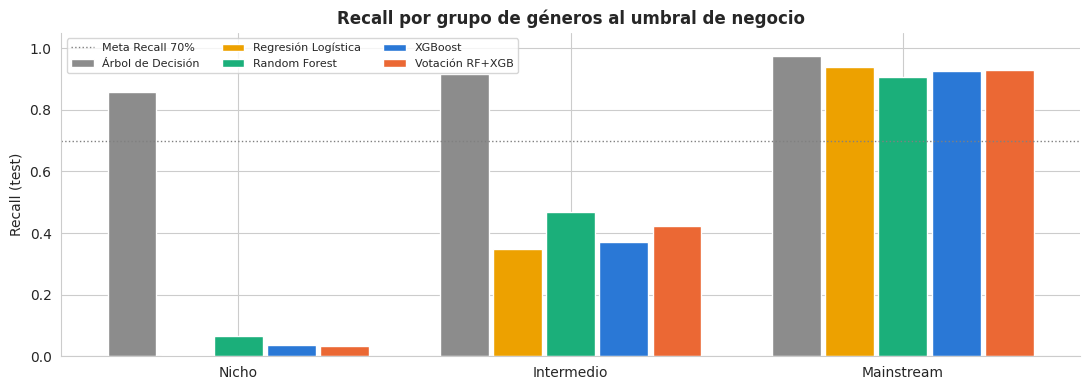 Recall por grupo de géneros al umbral de negocio
Meta Recall 70%
Árbol de Decisión
Regresión Logística
Random Forest
XGBoost
Votación RF+XGB
Recall (test)
1.0
0.8
0.6
0.4
0.2
0.0
Nicho
Intermedio
Mainstream